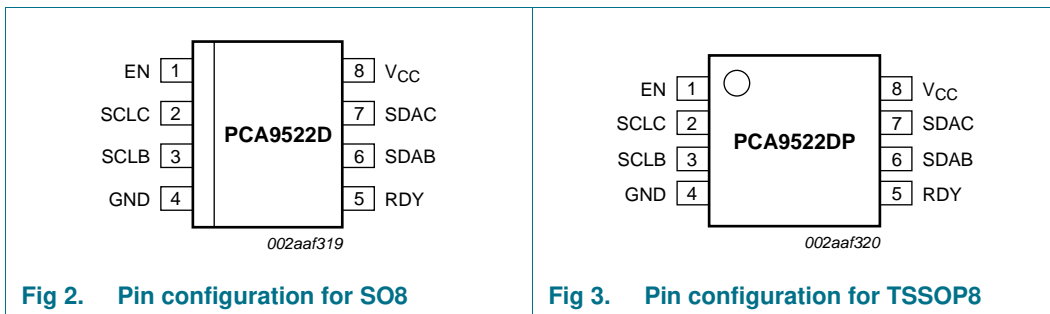 EN 1 8 VCC
SCLC 2 7 SDAC
PCA9522D
SCLB 3 6 SDAB
GND 4 5 RDY
002aaf319
Fig 2. Pin configuration for SO8
EN 1 8 VCC
SCLC 2 7 SDAC
PCA9522DP
SCLB 3 6 SDAB
GND 4 5 RDY
002aaf320
Fig 3. Pin configuration for TSSOP8